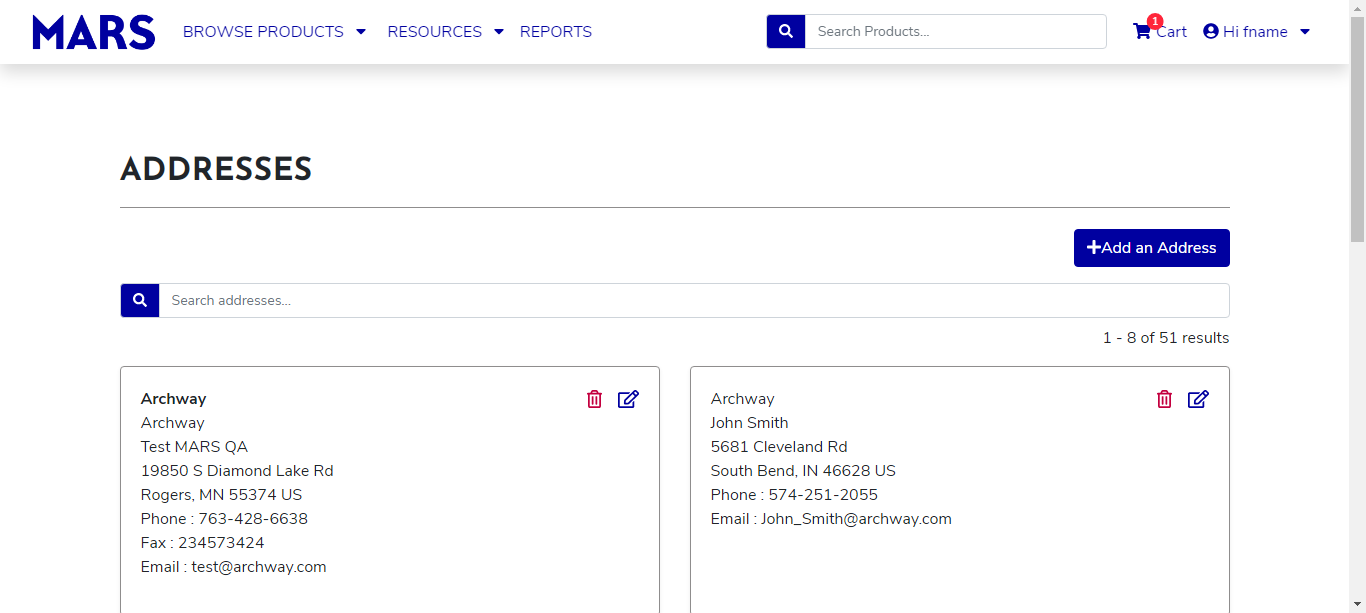 MARS BROWSE PRODUCTS RESOURCES REPORTS Search Products... 1 Cart Hi fname
ADDRESSES
Add an Address
Search addresses...
1 - 8 of 51 results
Archway
Archway
Test MARS QA
19850 S Diamond Lake Rd
Rogers, MN 55374 US
Phone : 763-428-6638
Fax : 234573424
Email : test@archway.com
Archway
John Smith
5681 Cleveland Rd
South Bend, IN 46628 US
Phone : 574-251-2055
Email : John_Smith@archway.com